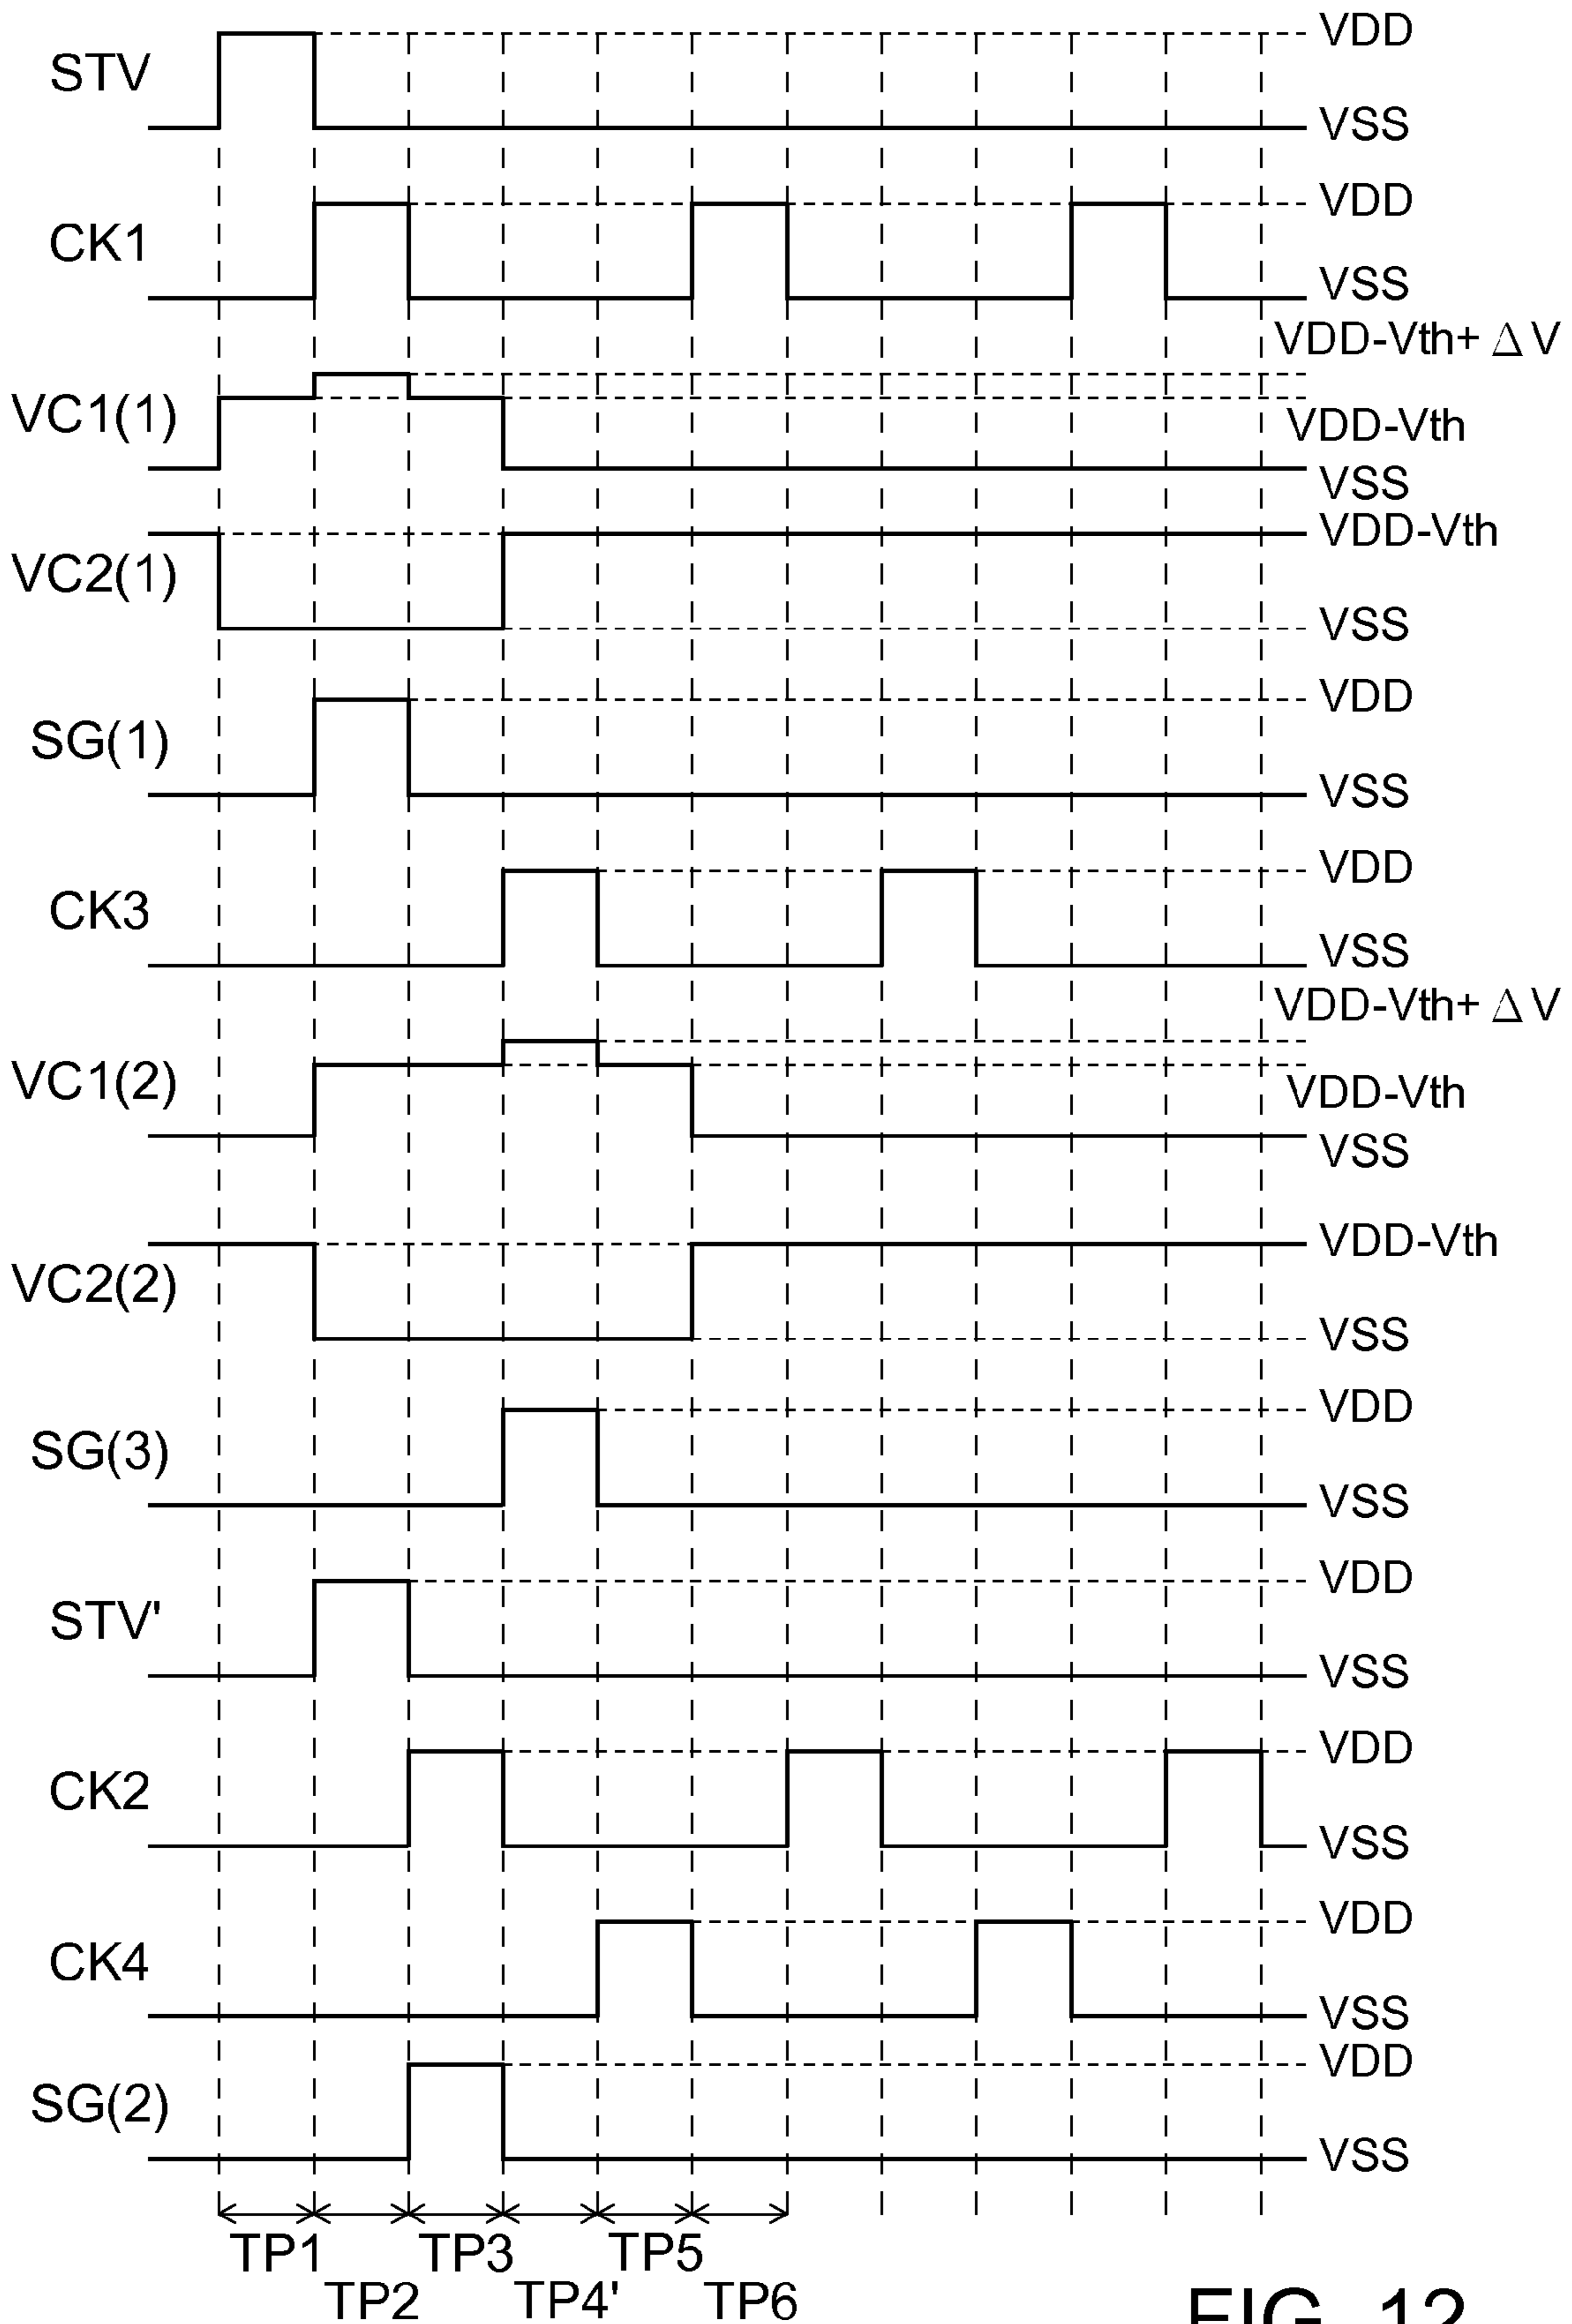 STV
VDD
VSS
CK1
VDD
VSS
VC1(1)
VDD-Vth+ΔV
VDD-Vth
VSS
VC2(1)
VDD-Vth
VSS
SG(1)
VDD
VSS
CK3
VDD
VSS
VC1(2)
VDD-Vth+ΔV
VDD-Vth
VSS
VC2(2)
VDD-Vth
VSS
SG(3)
VDD
VSS
STV'
VDD
VSS
CK2
VDD
VSS
CK4
VDD
VSS
SG(2)
VDD
VSS
TP1
TP3
TP5
TP2
TP4'
TP6
FIG. 12